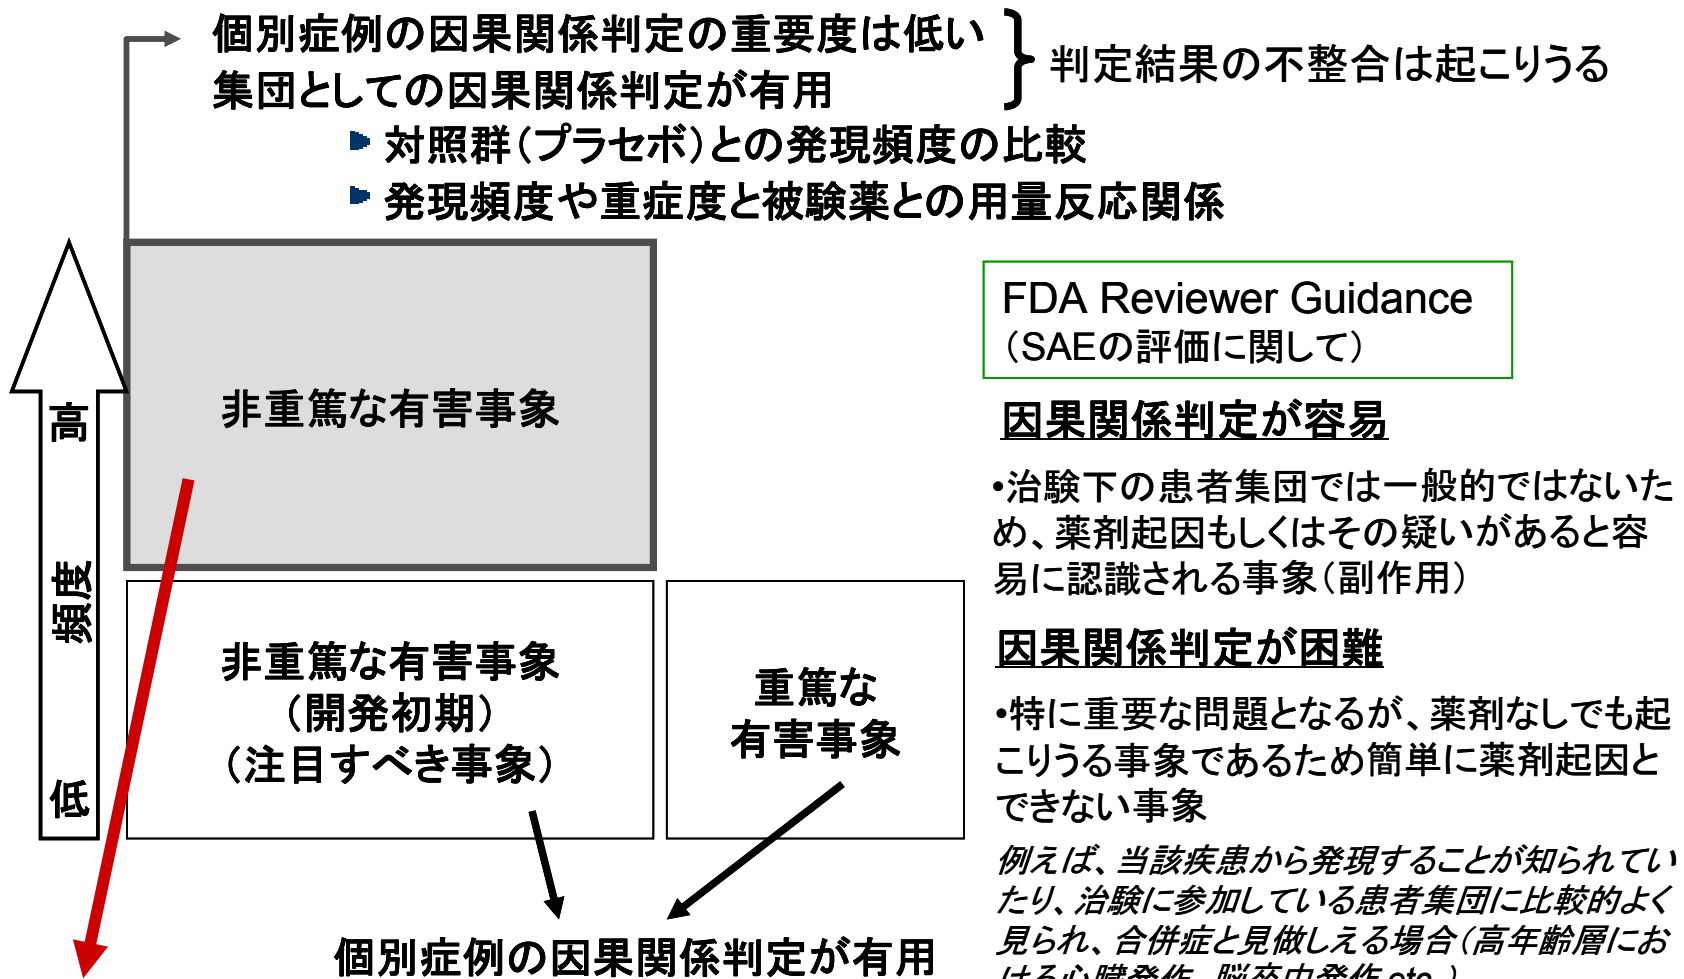 個別症例の因果関係判定の重要度は低い
集団としての因果関係判定が有用
判定結果の不整合は起こりうる
対照群(プラセボ)との発現頻度の比較
発現頻度や重症度と被験薬との用量反応関係
高
頻度
低
非重篤な有害事象
非重篤な有害事象
(開発初期)
(注目すべき事象)
重篤な
有害事象
個別症例の因果関係判定が有用
FDA Reviewer Guidance
(SAEの評価に関して)
因果関係判定が容易
•治験下の患者集団では一般的ではないた
め、薬剤起因もしくはその疑いがあると容
易に認識される事象(副作用)
因果関係判定が困難
•特に重要な問題となるが、薬剤なしでも起
こりうる事象であるため簡単に薬剤起因と
できない事象
例えば、当該疾患から発現することが知られてい
たり、治験に参加している患者集団に比較的よく
見られ、合併症と見做しえる場合(高年齢層にお
ける心臓発作、脳卒中発作 etc.)